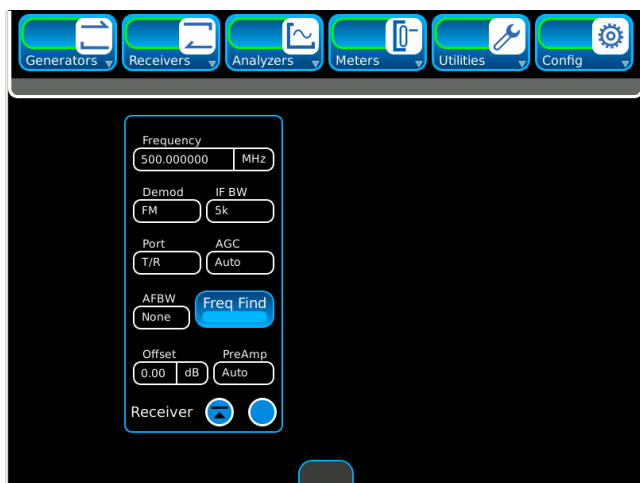 Generators Receivers Analyzers Meters Utilities Config
Frequency
500.000000 MHz
Demod IF BW
FM 5k
Port AGC
T/R Auto
AFBW
None Freq Find
Offset PreAmp
0.00 dB Auto
Receiver